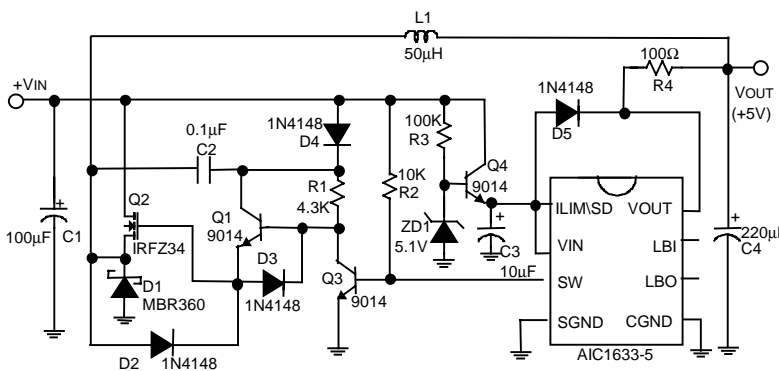 L1
50μH
100Ω
R4
+VIN
VOUT
(+5V)
1N4148
D5
0.1μF
C2
1N4148
D4
100K
R3
Q4
9014
10K
R2
R1
4.3K
Q2
IRFZ34
Q1
9014
100μF
C1
D3
1N4148
Q3
9014
ZD1
5.1V
C3
10μF
ILIM\SD
VOUT
VIN
LBI
SW
LBO
SGND
CGND
AIC1633-5
220μ
C4
D1
MBR360
D2
1N4148